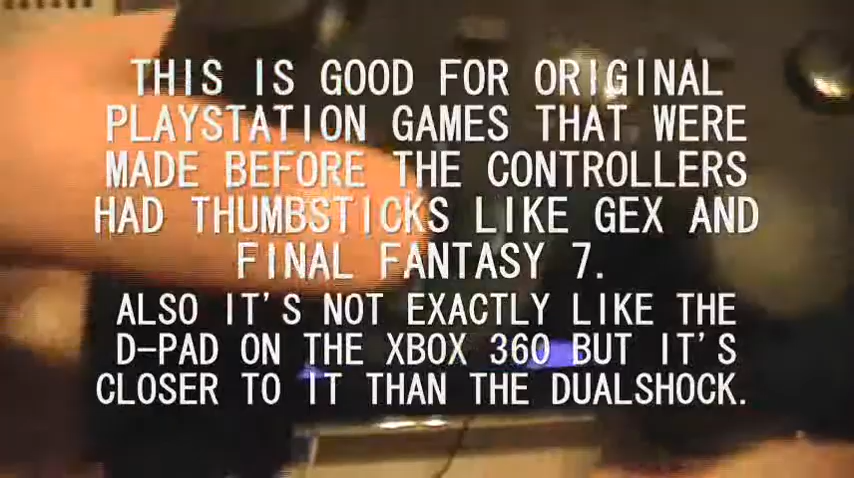 THIS IS GOOD FOR ORIGINAL
PLAYSTATION GAMES THAT WERE
MADE BEFORE THE CONTROLLERS
HAD THUMBSTICKS LIKE GEX AND
FINAL FANTASY 7.
ALSO IT'S NOT EXACTLY LIKE THE
D-PAD ON THE XBOX 360 BUT IT'S
CLOSER TO IT THAN THE DUALSHOCK.